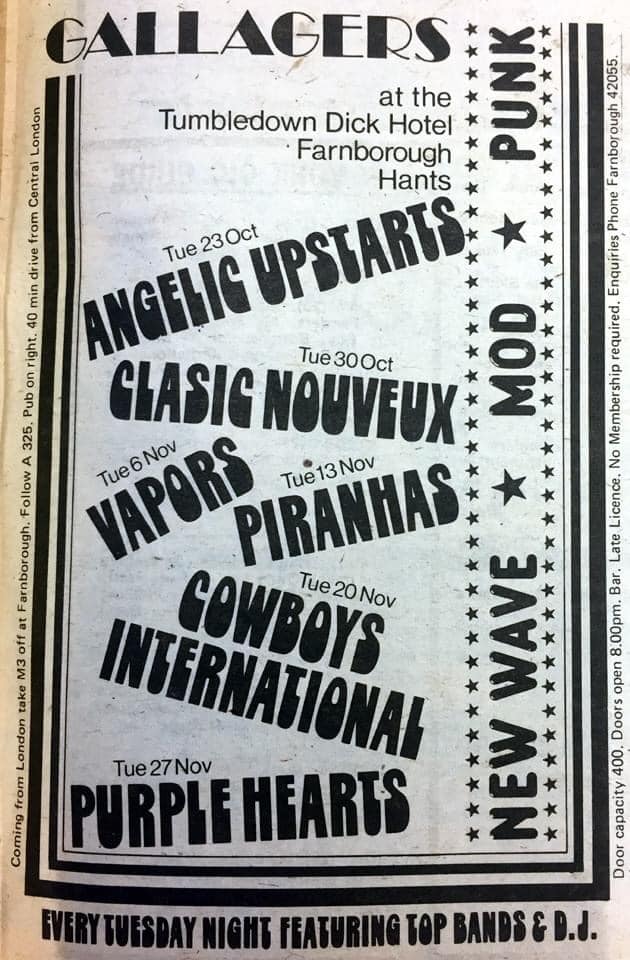 GALLAGERS
at the
Tumbledown Dick Hotel
Farnborough
Hants
Tue 23 Oct
ANGELIC UPSTARTS
Tue 30 Oct
CLASIC NOUVEUX
Tue 6 Nov
VAPORS
Tue 13 Nov
PIRANHAS
Tue 20 Nov
COWBOYS
INTERNATIONAL
Tue 27 Nov
PURPLE HEARTS
NEW WAVE ★ MOD ★ PUNK
Coming from London take M3 off at Farnborough. Follow A 325. Pub on right. 40 min drive from Central London
Door capacity 400. Doors open 8.00pm. Bar. Late Licence. No Membership required. Enquiries Phone Farnborough 42055.
EVERY TUESDAY NIGHT FEATURING TOP BANDS & D.J.